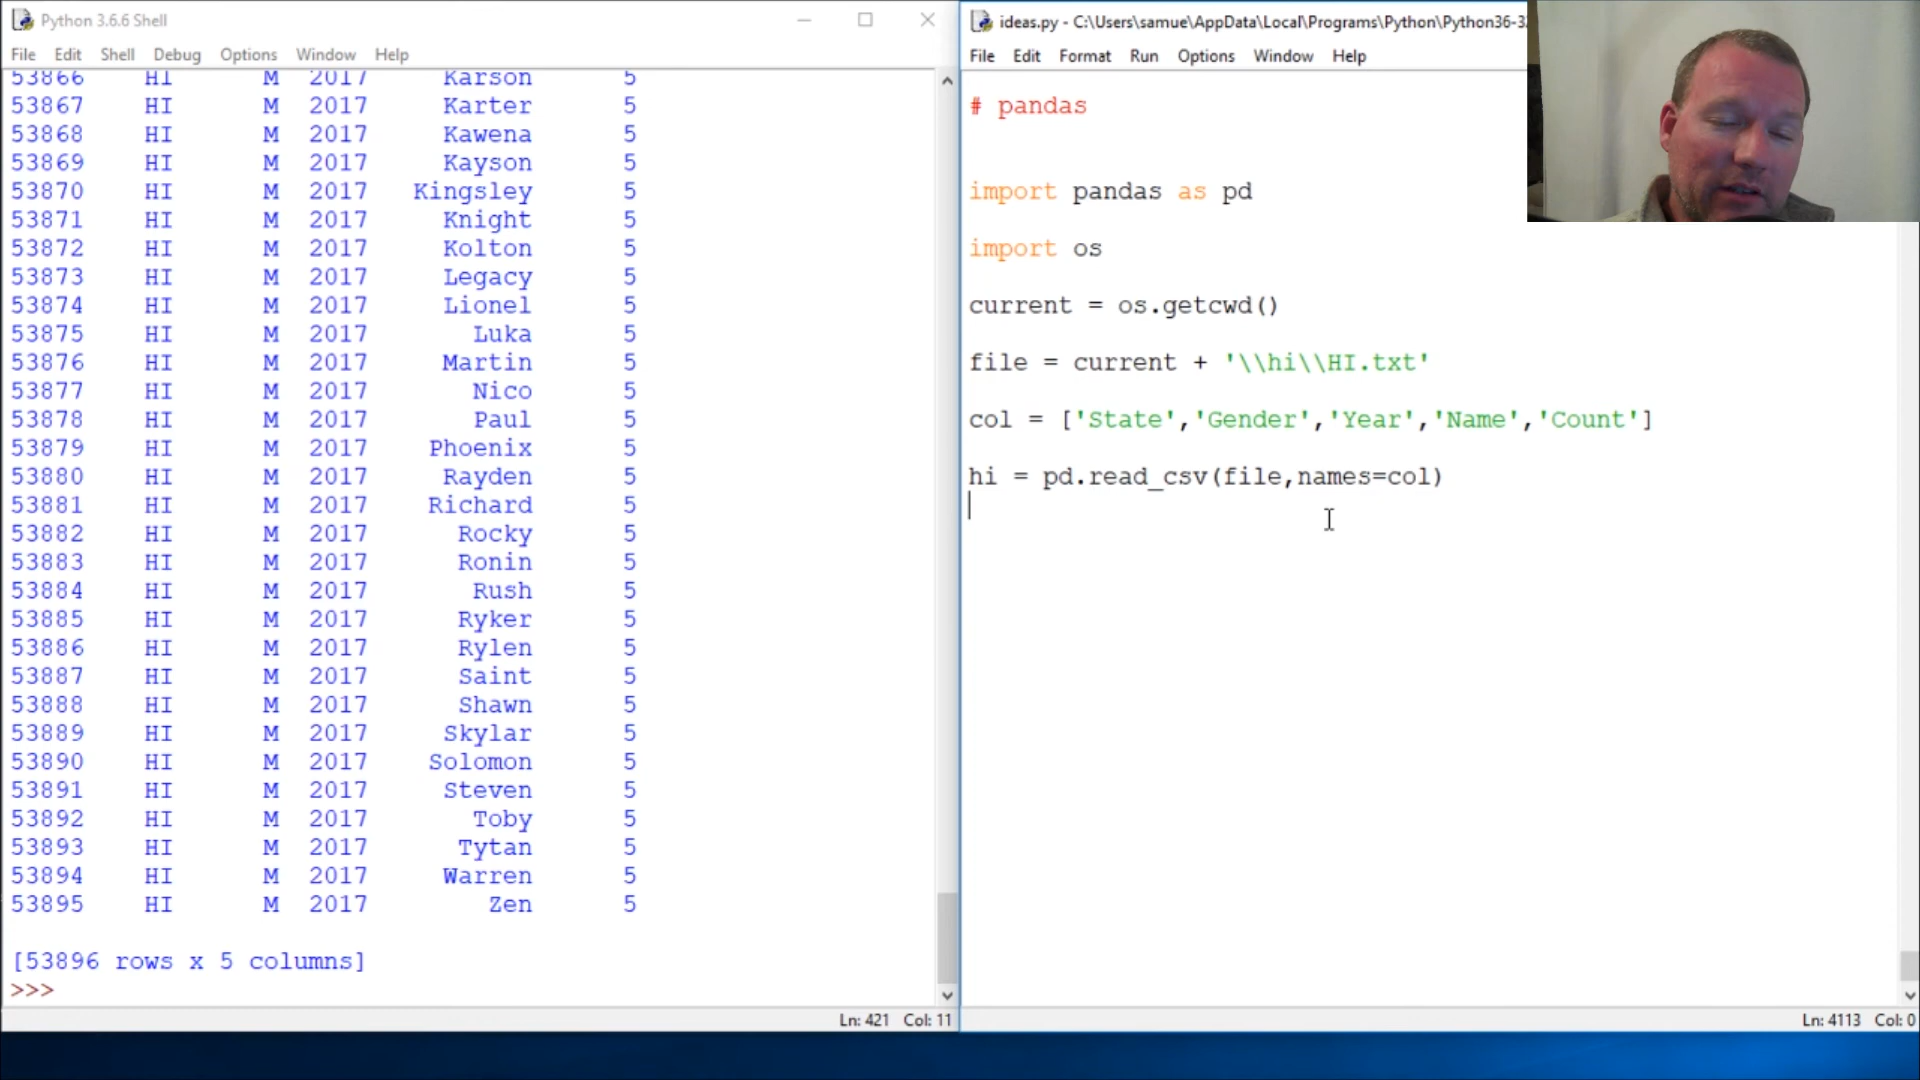 Python 3.6.6 Shell
File Edit Shell Debug Options Window Help
53866 HI M 2017 Karson 5
53867 HI M 2017 Karter 5
53868 HI M 2017 Kawena 5
53869 HI M 2017 Kayson 5
53870 HI M 2017 Kingsley 5
53871 HI M 2017 Knight 5
53872 HI M 2017 Kolton 5
53873 HI M 2017 Legacy 5
53874 HI M 2017 Lionel 5
53875 HI M 2017 Luka 5
53876 HI M 2017 Martin 5
53877 HI M 2017 Nico 5
53878 HI M 2017 Paul 5
53879 HI M 2017 Phoenix 5
53880 HI M 2017 Rayden 5
53881 HI M 2017 Richard 5
53882 HI M 2017 Rocky 5
53883 HI M 2017 Ronin 5
53884 HI M 2017 Rush 5
53885 HI M 2017 Ryker 5
53886 HI M 2017 Rylen 5
53887 HI M 2017 Saint 5
53888 HI M 2017 Shawn 5
53889 HI M 2017 Skylar 5
53890 HI M 2017 Solomon 5
53891 HI M 2017 Steven 5
53892 HI M 2017 Toby 5
53893 HI M 2017 Tytan 5
53894 HI M 2017 Warren 5
53895 HI M 2017 Zen 5
[53896 rows x 5 columns]
>>>
Ln: 421 Col: 11
ideas.py - C:\Users\samue\AppData\Local\Programs\Python\Python36-3
File Edit Format Run Options Window Help
# pandas
import pandas as pd
import os
current = os.getcwd()
file = current + '\\hi\\HI.txt'
col = ['State','Gender','Year','Name','Count']
hi = pd.read_csv(file,names=col)
Ln: 4113 Col: 0